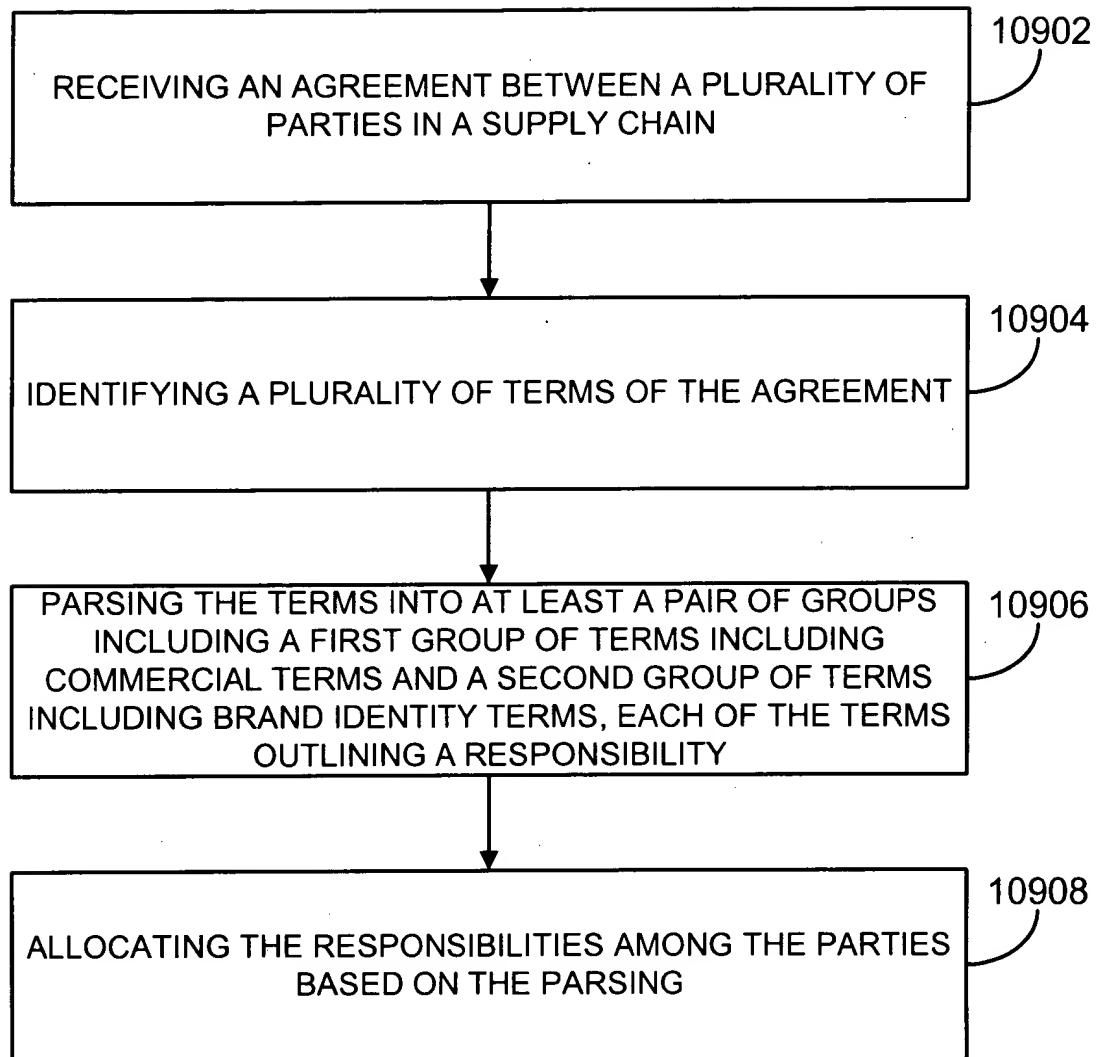 10902
RECEIVING AN AGREEMENT BETWEEN A PLURALITY OF
PARTIES IN A SUPPLY CHAIN
10904
IDENTIFYING A PLURALITY OF TERMS OF THE AGREEMENT
10906
PARSING THE TERMS INTO AT LEAST A PAIR OF GROUPS
INCLUDING A FIRST GROUP OF TERMS INCLUDING
COMMERCIAL TERMS AND A SECOND GROUP OF TERMS
INCLUDING BRAND IDENTITY TERMS, EACH OF THE TERMS
OUTLINING A RESPONSIBILITY
10908
ALLOCATING THE RESPONSIBILITIES AMONG THE PARTIES
BASED ON THE PARSING